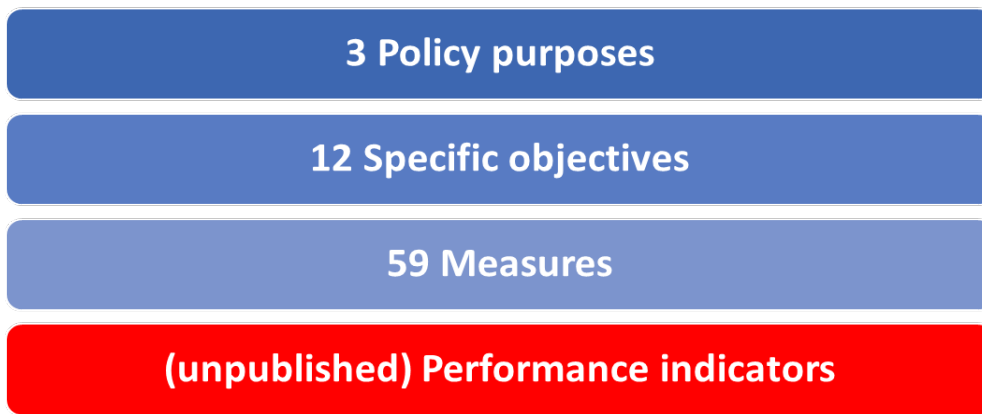 3 Policy purposes
12 Specific objectives
59 Measures
(unpublished) Performance indicators